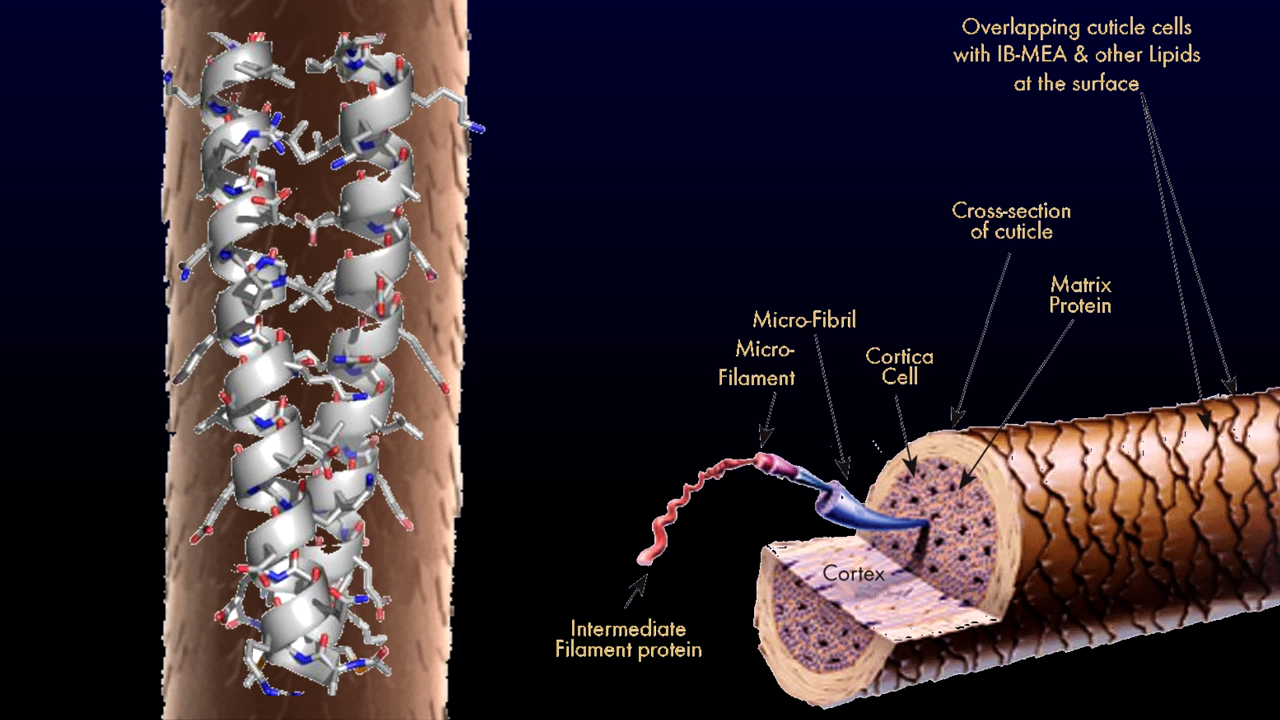 Overlapping cuticle cells
with IB-MEA & other Lipids
at the surface
Cross-section
of cuticle
Matrix
Protein
Micro-Fibril
Micro-
Filament
Cortica
Cell
Cortex
Intermediate
Filament protein